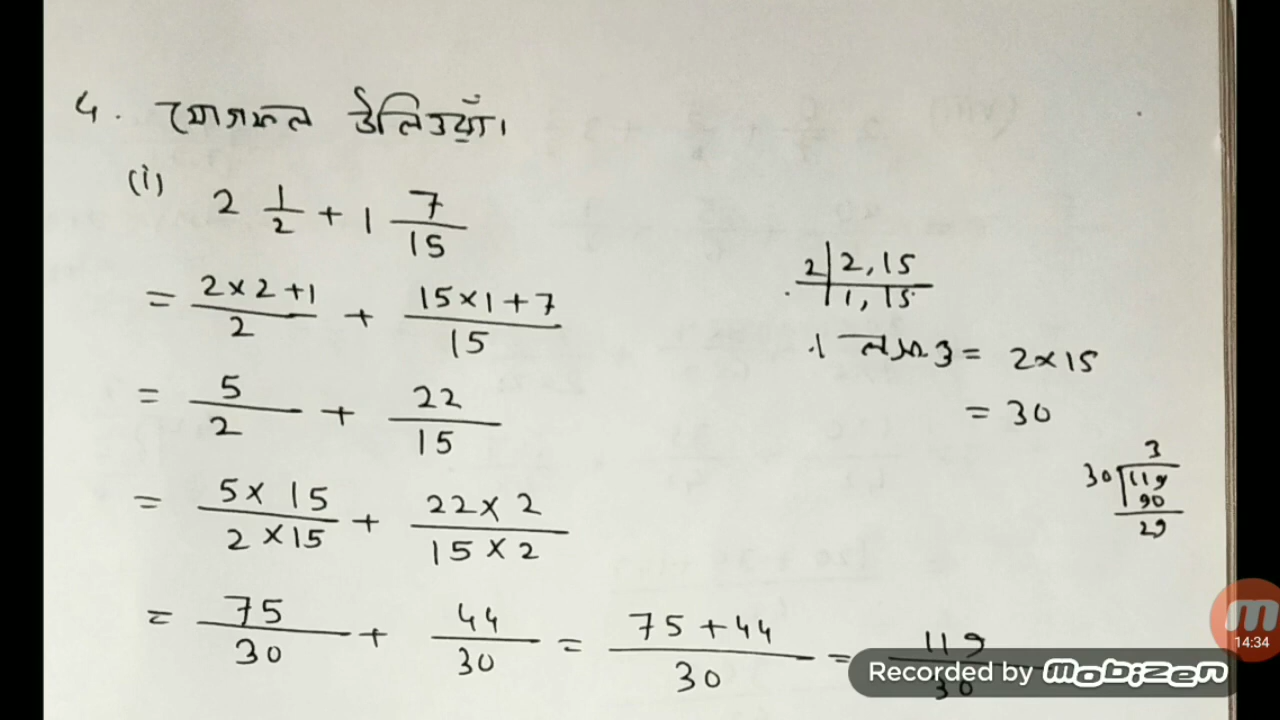 4. যোগফল উলিওৱাঁ।
(i) 2 1/2 + 1 7/15
= (2×2+1)/2 + (15×1+7)/15
= 5/2 + 22/15
= (5×15)/(2×15) + (22×2)/(15×2)
= 75/30 + 44/30 = (75+44)/30 = 119/30
2 | 2, 15
1, 15
∴ লসাগু = 2×15
= 30
3
30 119
90
29
14:34
Recorded by mobizen